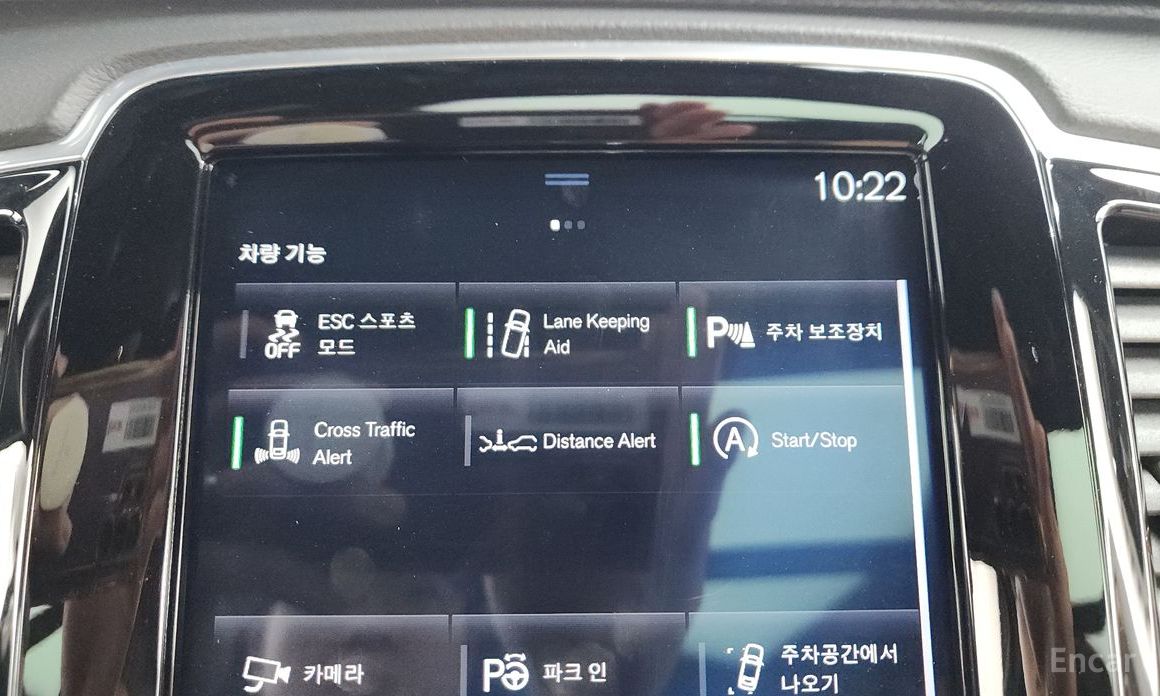 10:22
차량 기능
OFF
ESC 스포츠
모드
Lane Keeping
Aid
P
주차 보조장치
Cross Traffic
Alert
Distance Alert
A
Start/Stop
카메라
P
파크 인
주차공간에서
나오기
Encar